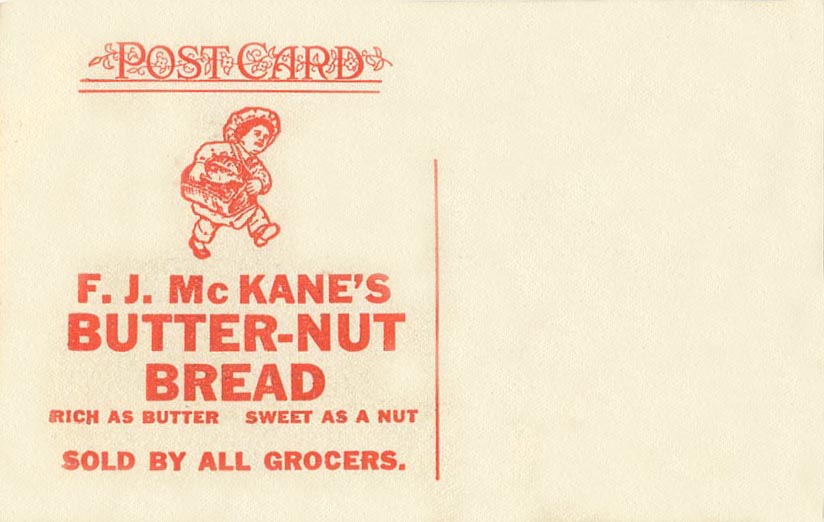 POST CARD
F. J. Mc KANE'S
BUTTER-NUT
BREAD
RICH AS BUTTER SWEET AS A NUT
SOLD BY ALL GROCERS.